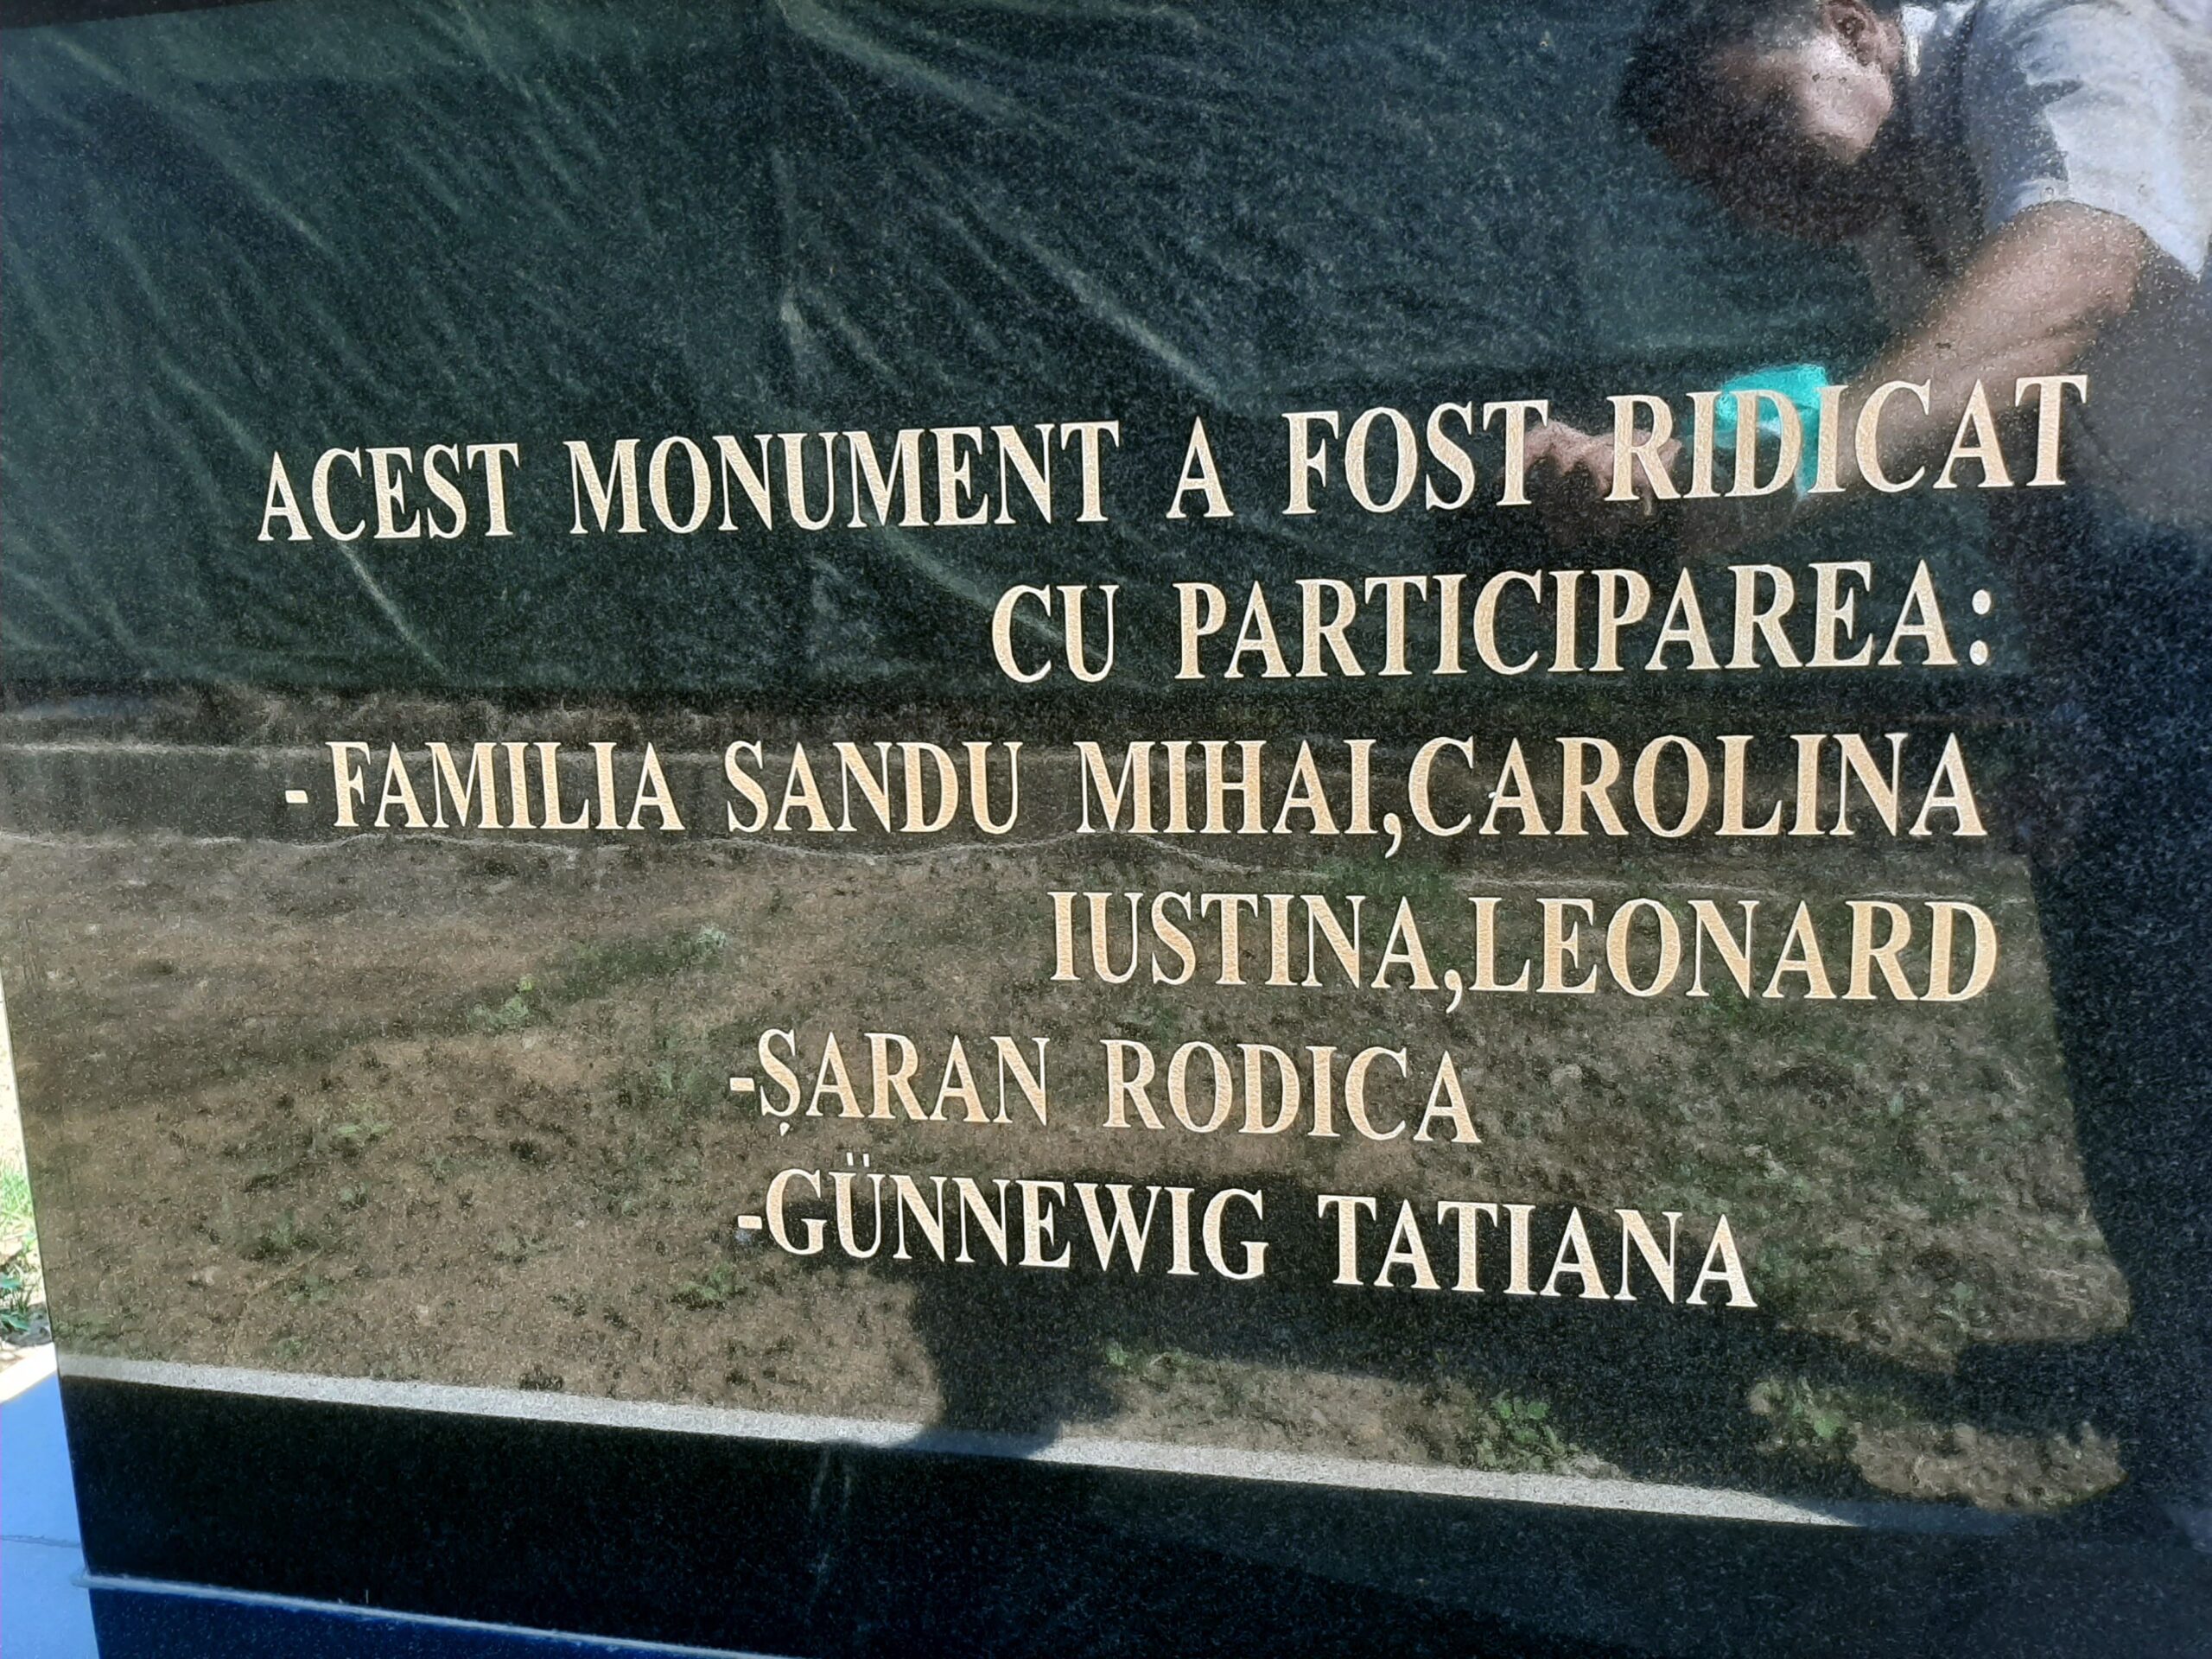 ACEST MONUMENT A FOST RIDICAT
CU PARTICIPAREA:
-FAMILIA SANDU MIHAI,CAROLINA
IUSTINA,LEONARD
-ȘARAN RODICA
-GÜNNEWIG TATIANA